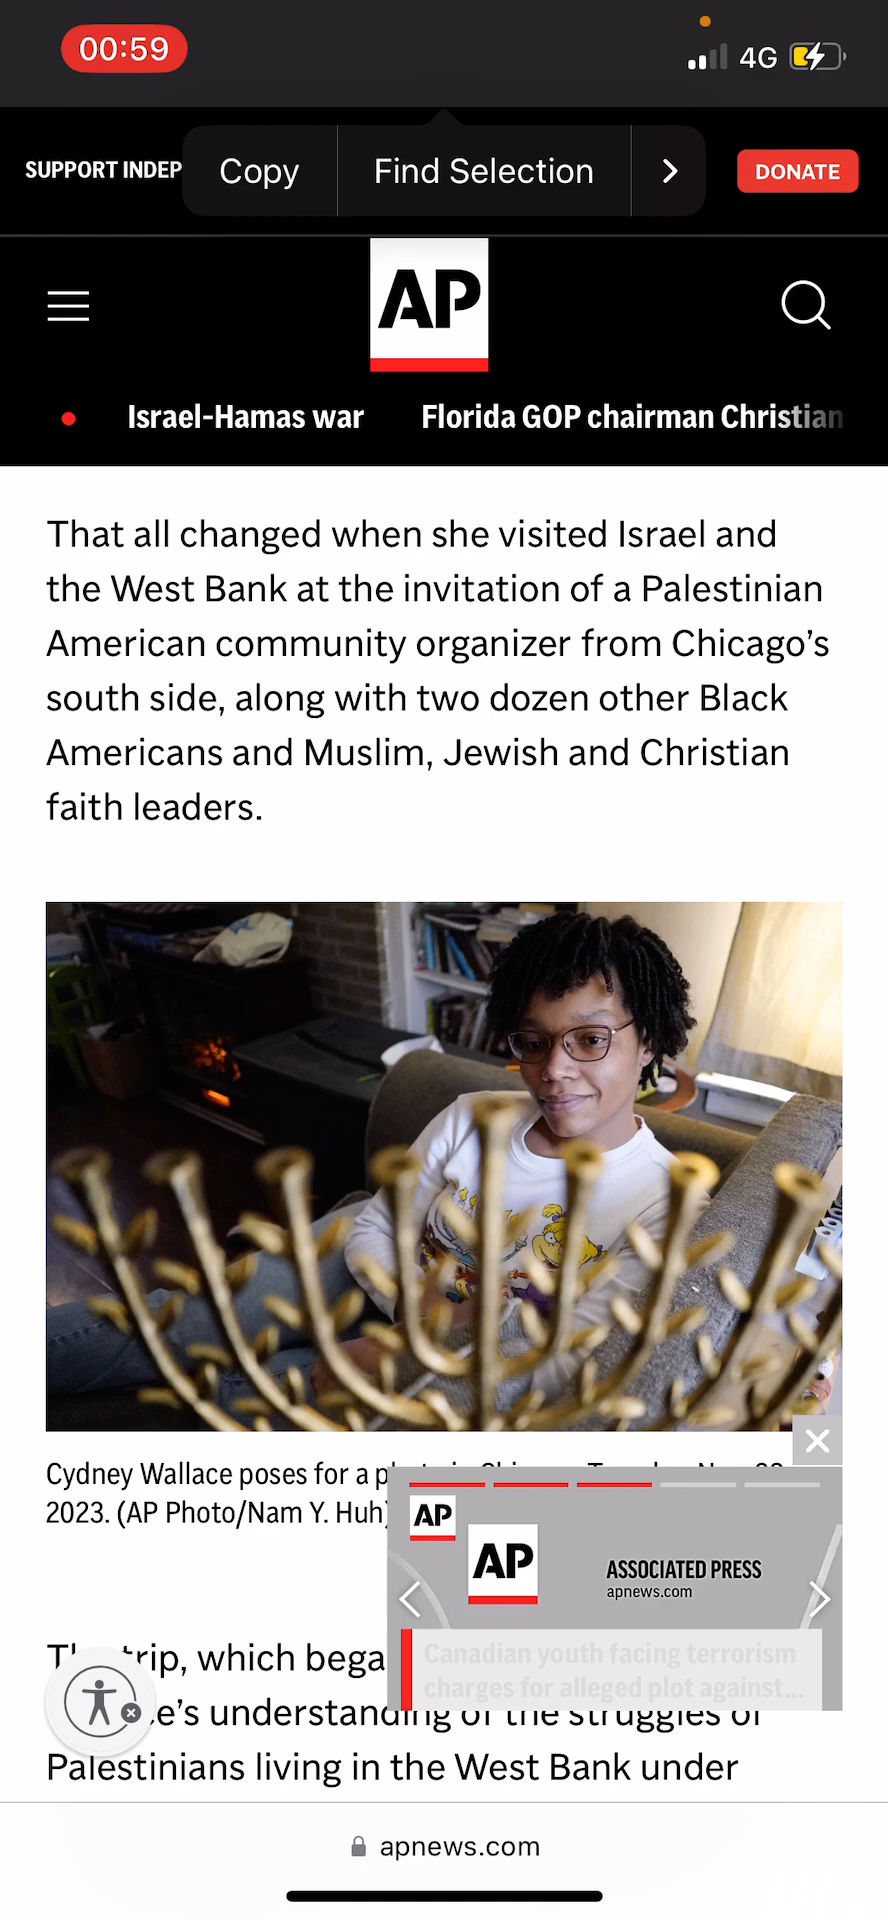 00:59
4G
SUPPORT INDEP
Copy
Find Selection
DONATE
AP
Israel-Hamas war
Florida GOP chairman Christian
That all changed when she visited Israel and
the West Bank at the invitation of a Palestinian
American community organizer from Chicago’s
south side, along with two dozen other Black
Americans and Muslim, Jewish and Christian
faith leaders.
Cydney Wallace poses for a
2023. (AP Photo/Nam Y. Huh)
AP
AP
ASSOCIATED PRESS
apnews.com
Canadian youth facing terrorism
charges for alleged plot against...
trip, which bega
e’s understanding of the struggles of
Palestinians living in the West Bank under
apnews.com